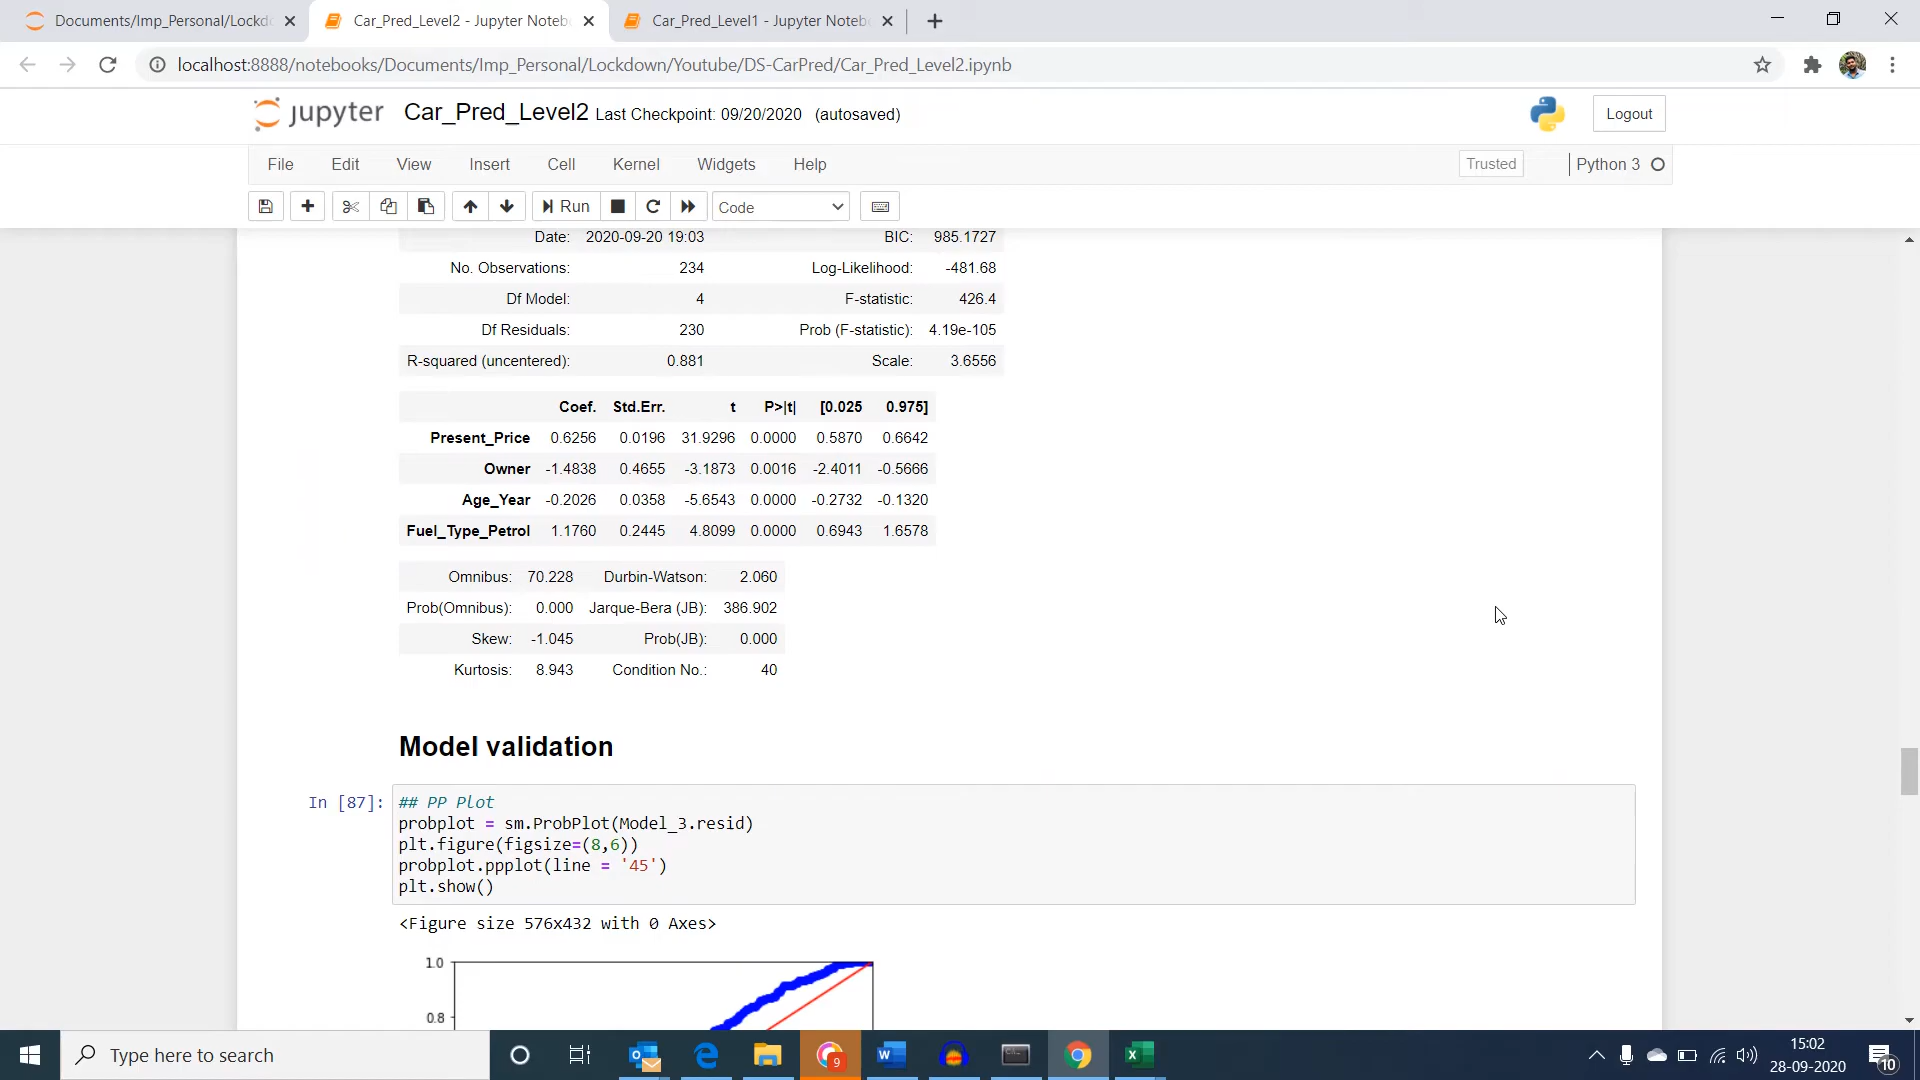 Documents/Imp_Personal/Lockd
Car_Pred_Level2 - Jupyter Noteb
Car_Pred_Level1 - Jupyter Noteb
localhost:8888/notebooks/Documents/Imp_Personal/Lockdown/Youtube/DS-CarPred/Car_Pred_Level2.ipynb
jupyter Car_Pred_Level2 Last Checkpoint: 09/20/2020 (autosaved)
Logout
File Edit View Insert Cell Kernel Widgets Help
Trusted
Python 3
Run
Code
Date: 2020-09-20 19:03 BIC: 985.1727
No. Observations: 234 Log-Likelihood: -481.68
Df Model: 4 F-statistic: 426.4
Df Residuals: 230 Prob (F-statistic): 4.19e-105
R-squared (uncentered): 0.881 Scale: 3.6556
Coef. Std.Err. t P>|t| [0.025 0.975]
Present_Price 0.6256 0.0196 31.9296 0.0000 0.5870 0.6642
Owner -1.4838 0.4655 -3.1873 0.0016 -2.4011 -0.5666
Age_Year -0.2026 0.0358 -5.6543 0.0000 -0.2732 -0.1320
Fuel_Type_Petrol 1.1760 0.2445 4.8099 0.0000 0.6943 1.6578
Omnibus: 70.228 Durbin-Watson: 2.060
Prob(Omnibus): 0.000 Jarque-Bera (JB): 386.902
Skew: -1.045 Prob(JB): 0.000
Kurtosis: 8.943 Condition No.: 40
Model validation
In [87]: ## PP Plot
probplot = sm.ProbPlot(Model_3.resid)
plt.figure(figsize=(8,6))
probplot.ppplot(line = '45')
plt.show()
<Figure size 576x432 with 0 Axes>
1.0
0.8
Type here to search
9
15:02
28-09-2020
10